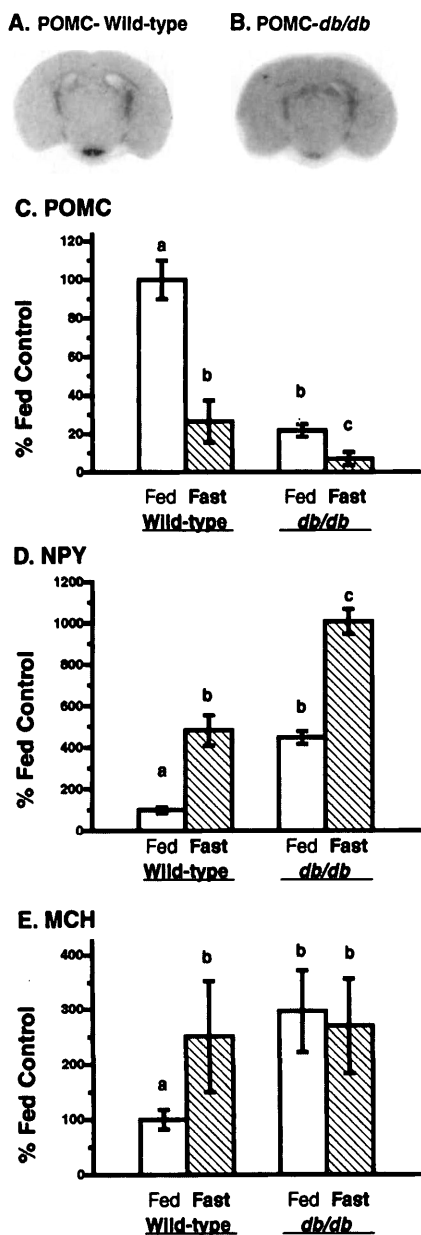 A. POMC- Wild-type B. POMC-db/db
C. POMC
% Fed Control
120
100
80
60
40
20
0
a
b
b
c
Fed Fast Fed Fast
Wild-type db/db
D. NPY
% Fed Control
1200
1000
800
600
400
200
0
a
b
b
c
Fed Fast Fed Fast
Wild-type db/db
E. MCH
% Fed Control
400
300
200
100
0
a
b
b
b
Fed Fast Fed Fast
Wild-type db/db